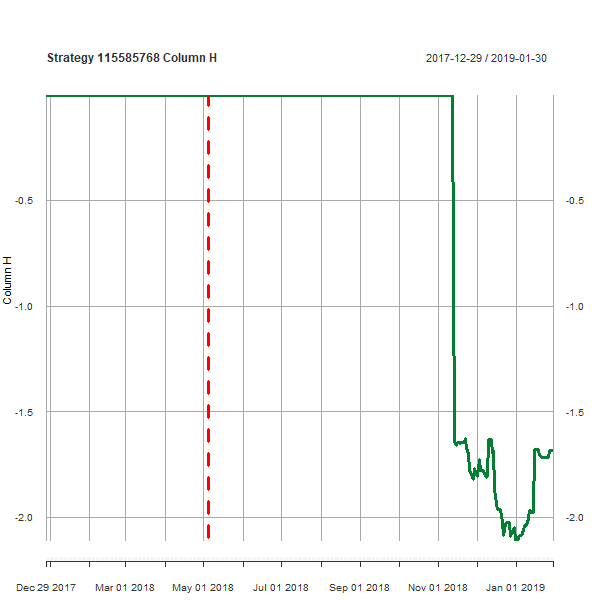 Strategy 115585768 Column H
2017-12-29 / 2019-01-30
-0.5
-0.5
Column H
-1.0
-1.0
-1.5
-1.5
-2.0
-2.0
Dec 29 2017
Mar 01 2018
May 01 2018
Jul 01 2018
Sep 01 2018
Nov 01 2018
Jan 01 2019